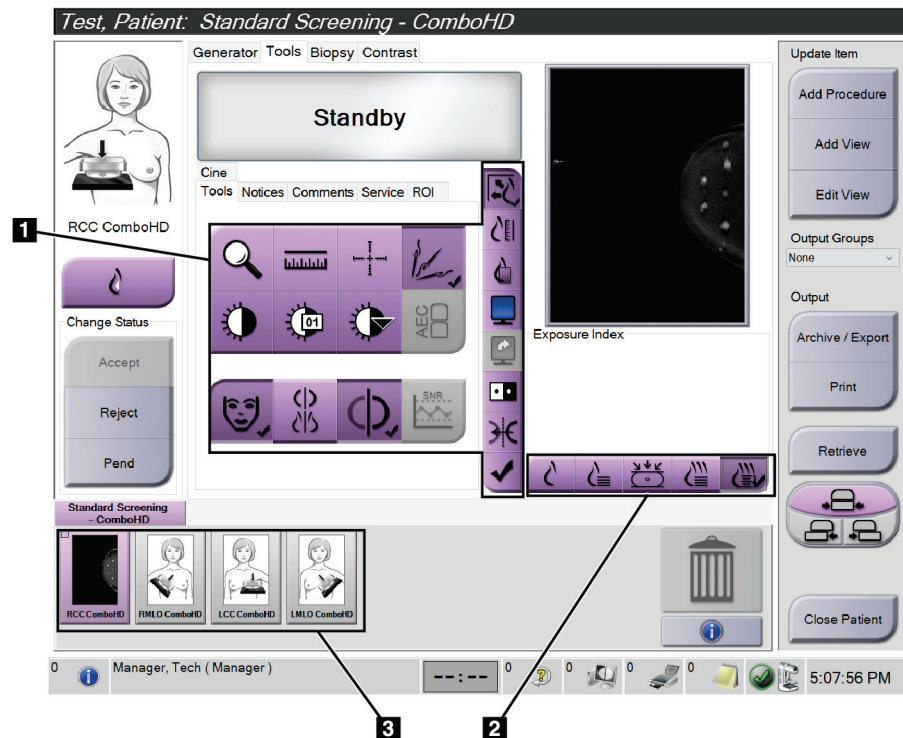 Test, Patient: Standard Screening - ComboHD
Generator Tools Biopsy Contrast
Standby
Cine
Tools Notices Comments Service ROI
01
AEC
SNR
RCC ComboHD
Change Status
Accept
Reject
Pend
Exposure Index
Update Item
Add Procedure
Add View
Edit View
Output Groups
None
Output
Archive / Export
Print
Retrieve
Close Patient
Standard Screening
- ComboHD
RCC ComboHD RMLO ComboHD LCC ComboHD LMLO ComboHD
0 Manager, Tech ( Manager ) --:-- 0 0 0 0 5:07:56 PM
1
2
3